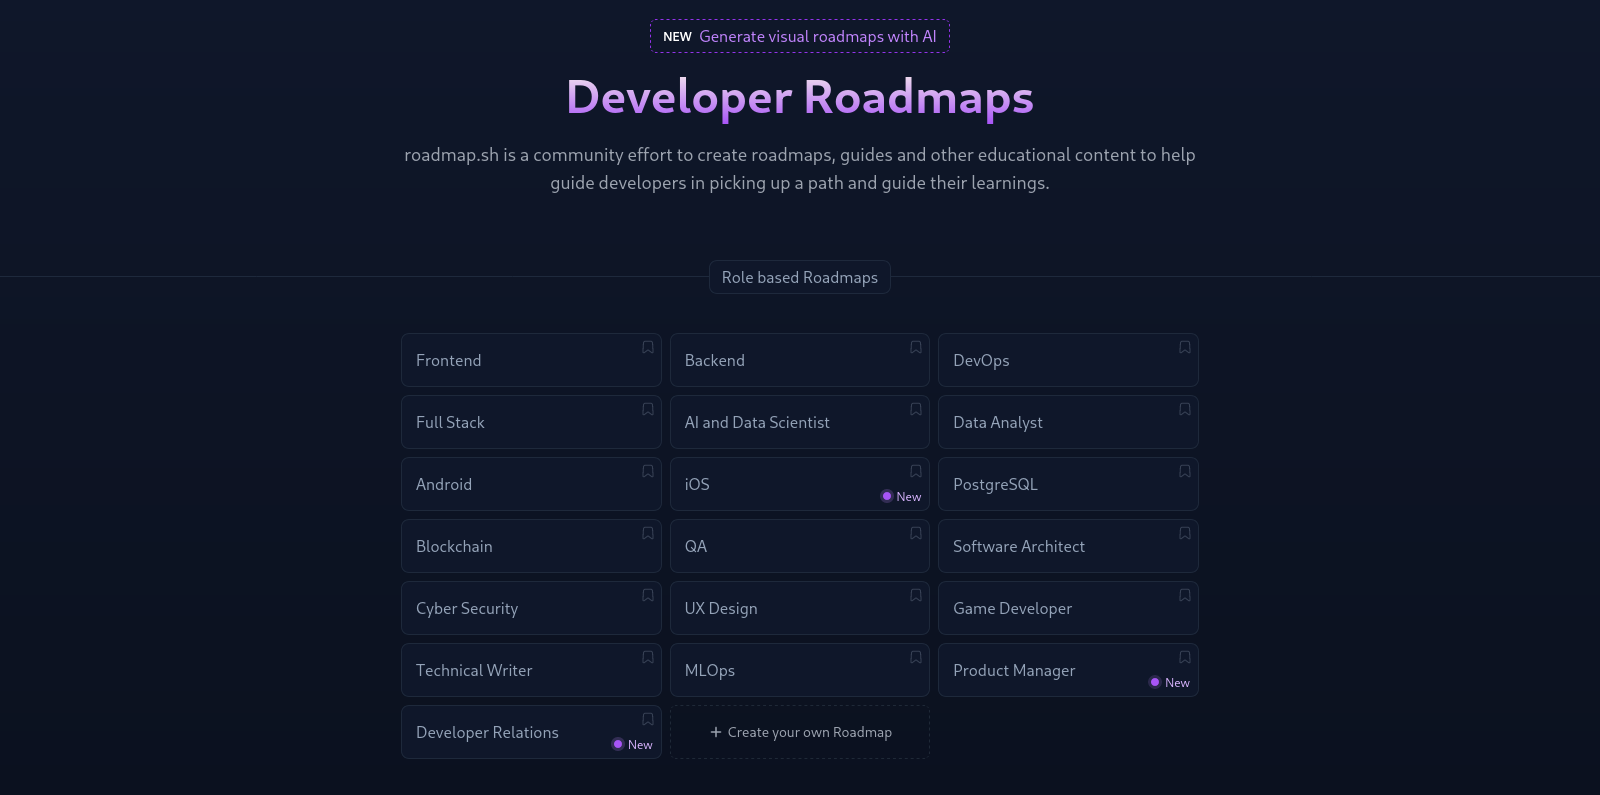 NEW Generate visual roadmaps with AI
Developer Roadmaps
roadmap.sh is a community effort to create roadmaps, guides and other educational content to help
guide developers in picking up a path and guide their learnings.
Role based Roadmaps
Frontend
Backend
DevOps
Full Stack
AI and Data Scientist
Data Analyst
Android
iOS
New
PostgreSQL
Blockchain
QA
Software Architect
Cyber Security
UX Design
Game Developer
Technical Writer
MLOps
Product Manager
New
Developer Relations
New
+ Create your own Roadmap